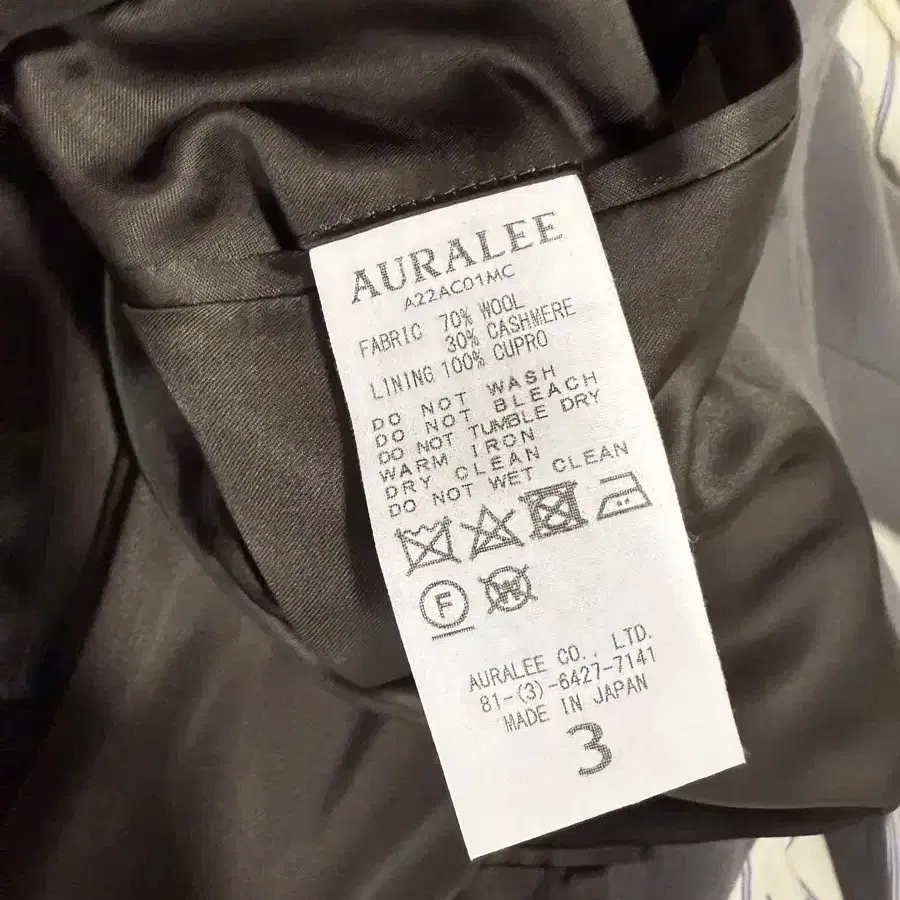 AURALEE
A22AC01MC
FABRIC 70% WOOL
30% CASHMERE
LINING 100% CUPRO
DO NOT WASH
DO NOT BLEACH
DO NOT TUMBLE DRY
WARM IRON
DRY CLEAN
DO NOT WET CLEAN
F W
AURALEE CO., LTD.
81-(3)-6427-7141
MADE IN JAPAN
3